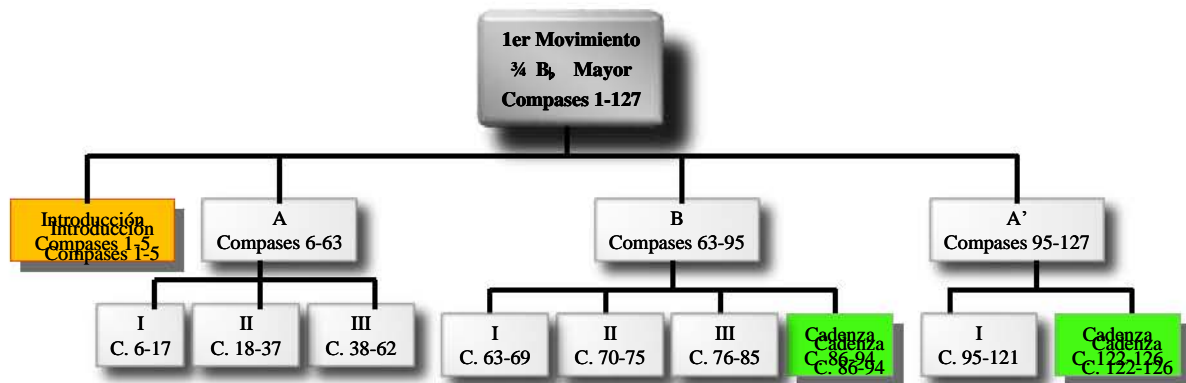 1er Movimiento
¾ B♭ Mayor
Compases 1-127
Introducción
Compases 1-5
A
Compases 6-63
B
Compases 63-95
A’
Compases 95-127
I
C. 6-17
II
C. 18-37
III
C. 38-62
I
C. 63-69
II
C. 70-75
III
C. 76-85
Cadenza
C. 86-94
I
C. 95-121
Cadenza
C. 122-126